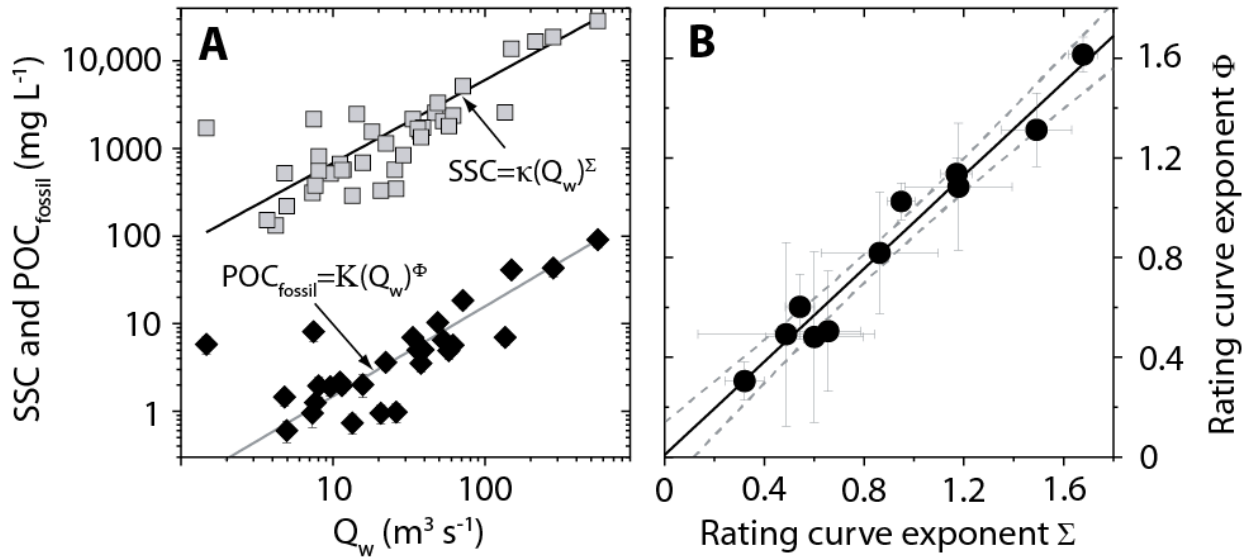 A
SSC and POC_fossil (mg L⁻¹)
10,000
1000
100
10
1
SSC=κ(Q_w)^Σ
POC_fossil=K(Q_w)^Φ
10
100
Q_w (m³ s⁻¹)
B
1.6
1.2
0.8
0.4
0
Rating curve exponent Φ
0
0.4
0.8
1.2
1.6
Rating curve exponent Σ